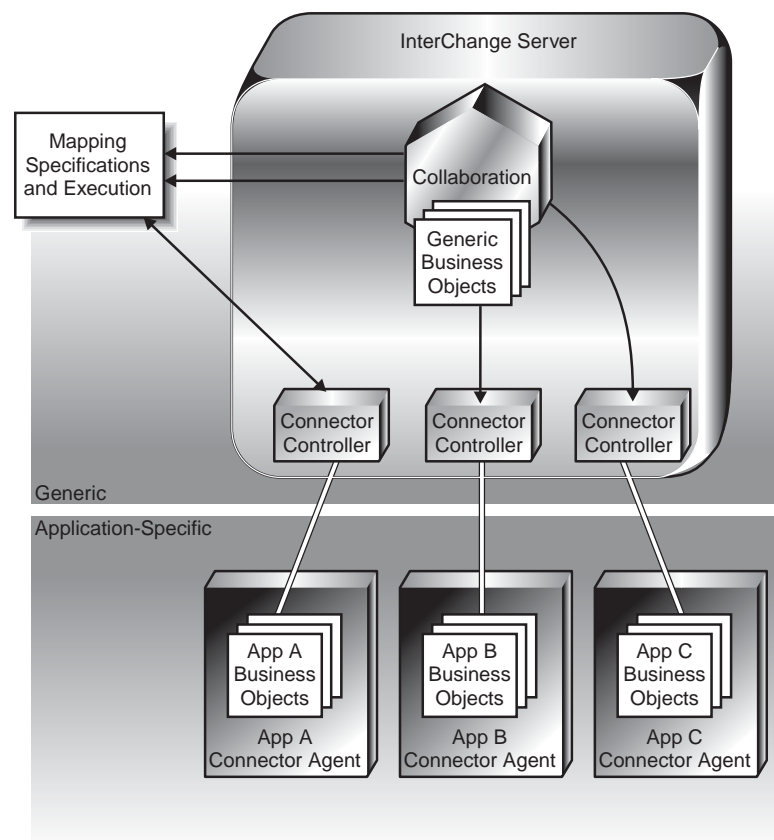 InterChange Server
Mapping
Specifications
and Execution
Collaboration
Generic
Business
Objects
Connector
Controller
Connector
Controller
Connector
Controller
Generic
Application-Specific
App A
Business
Objects
App A
Connector Agent
App B
Business
Objects
App B
Connector Agent
App C
Business
Objects
App C
Connector Agent